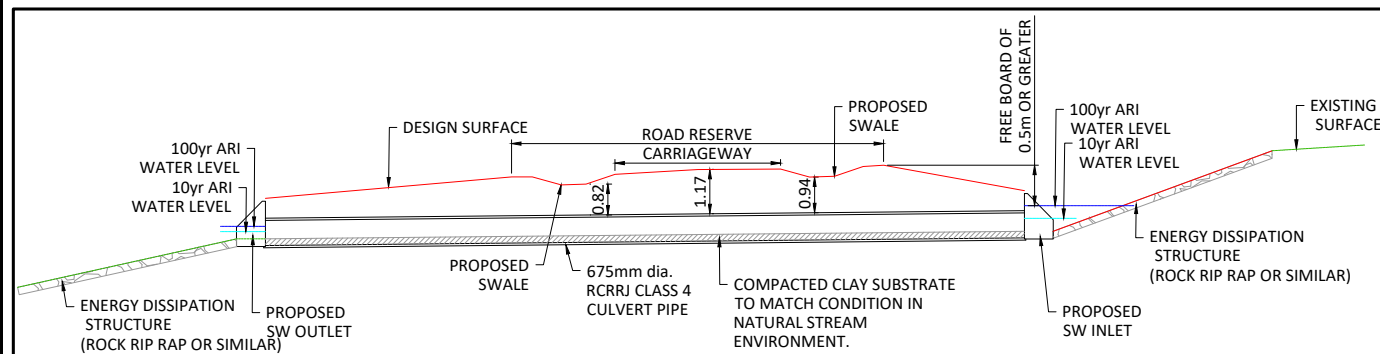 FREE BOARD OF
0.5m OR GREATER
100yr ARI
WATER LEVEL
10yr ARI
WATER LEVEL
EXISTING
SURFACE
PROPOSED
SWALE
ROAD RESERVE
CARRIAGEWAY
DESIGN SURFACE
100yr ARI
WATER LEVEL
10yr ARI
WATER LEVEL
0.82
1.17
0.94
ENERGY DISSIPATION
STRUCTURE
(ROCK RIP RAP OR SIMILAR)
PROPOSED
SW OUTLET
PROPOSED
SWALE
675mm dia.
RCRRJ CLASS 4
CULVERT PIPE
COMPACTED CLAY SUBSTRATE
TO MATCH CONDITION IN
NATURAL STREAM
ENVIRONMENT.
PROPOSED
SW INLET
ENERGY DISSIPATION
STRUCTURE
(ROCK RIP RAP OR SIMILAR)